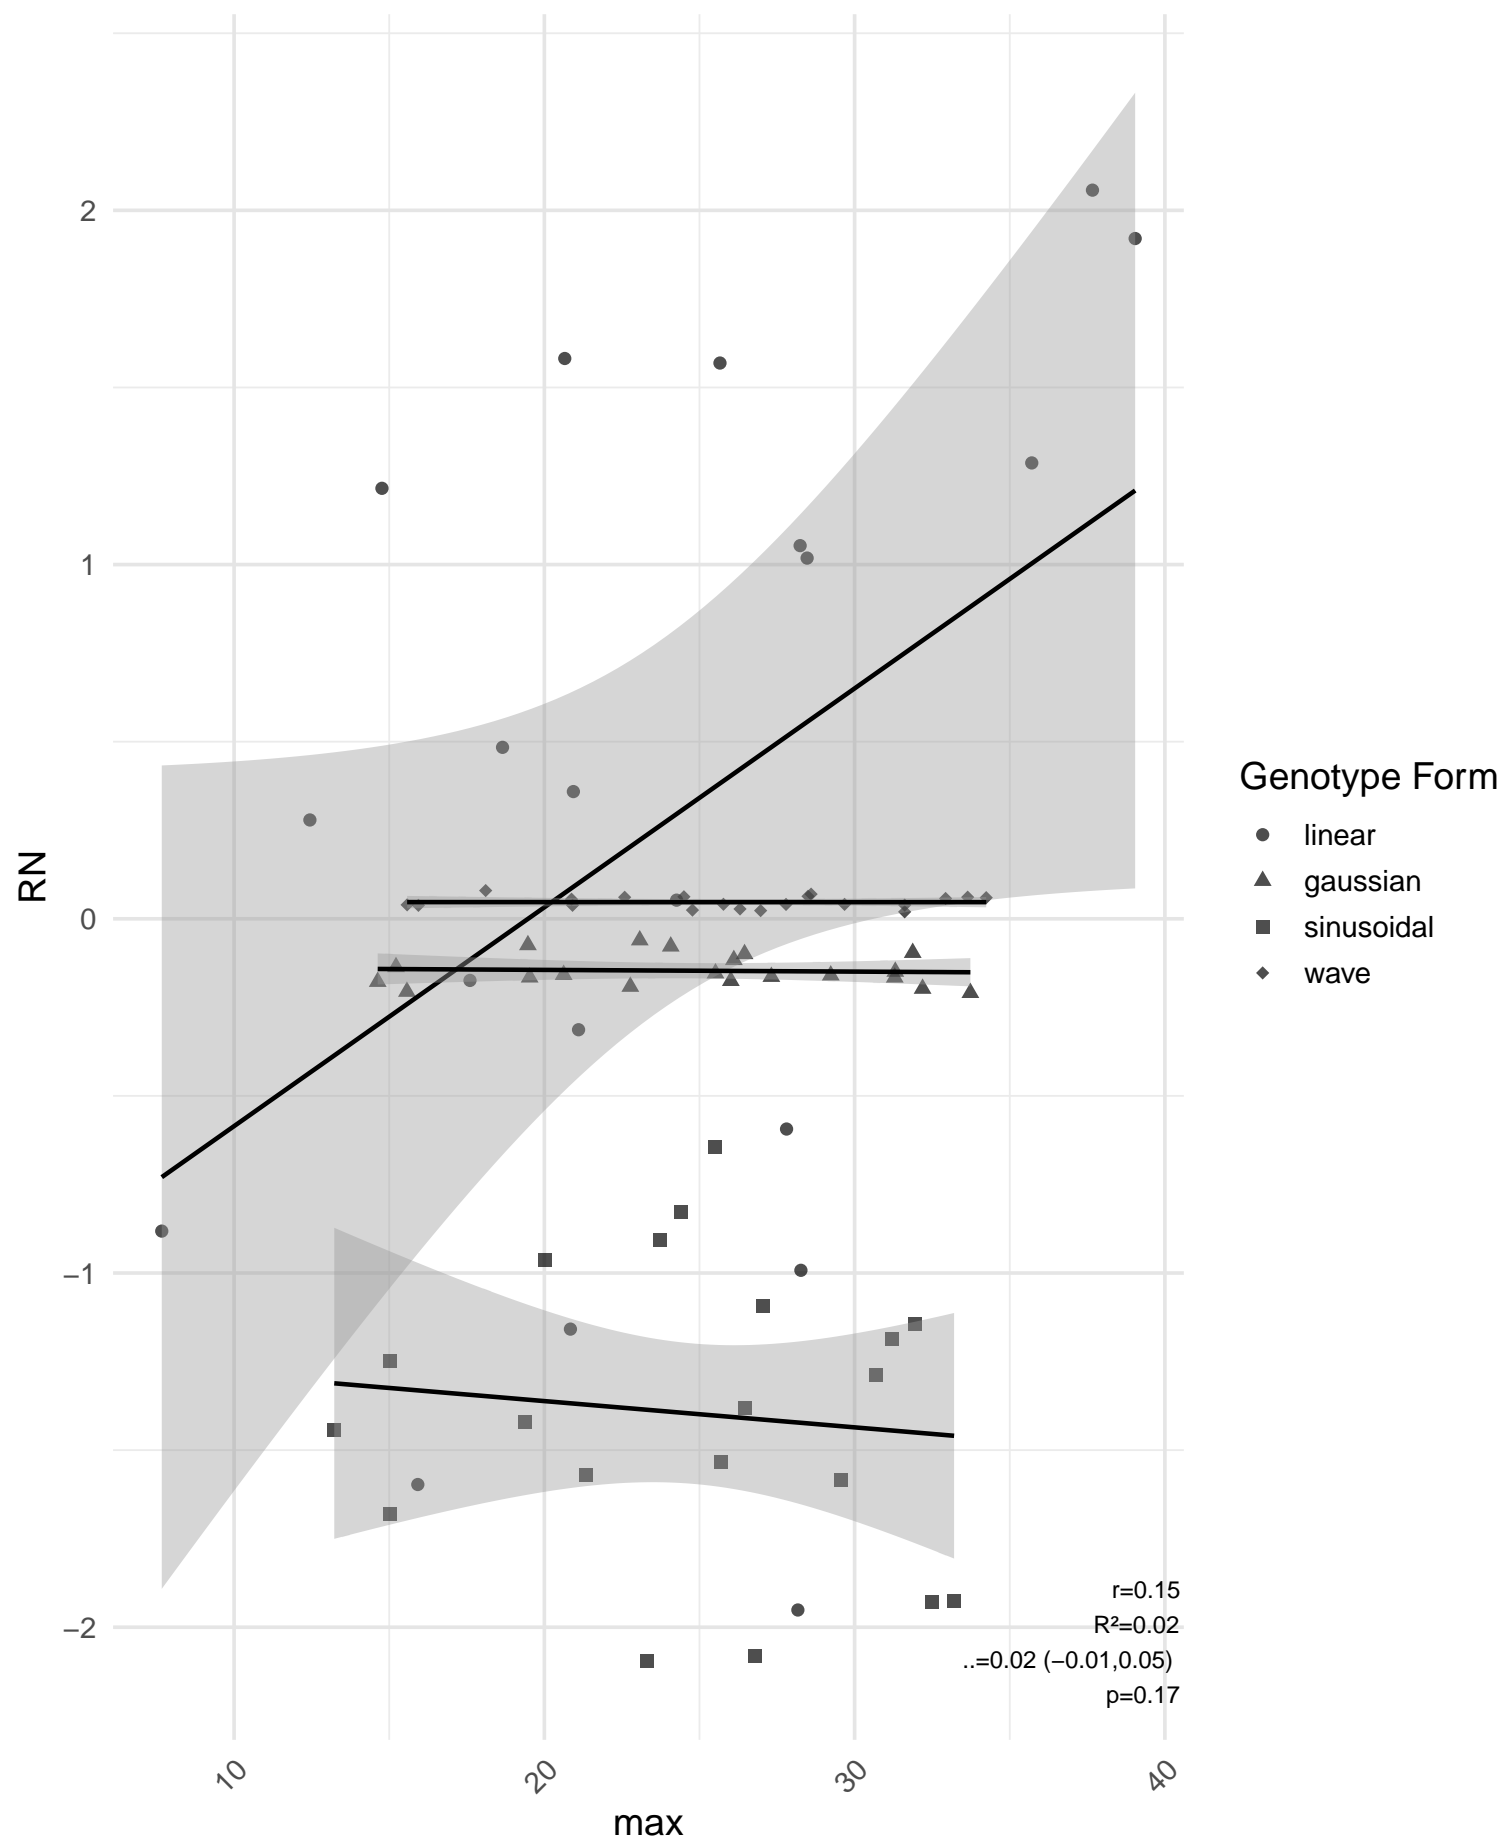 2
1
0
−1
−2
RN
10
20
30
40
max
Genotype Form
linear
gaussian
sinusoidal
wave
r=0.15
R²=0.02
..=0.02 (−0.01,0.05)
p=0.17